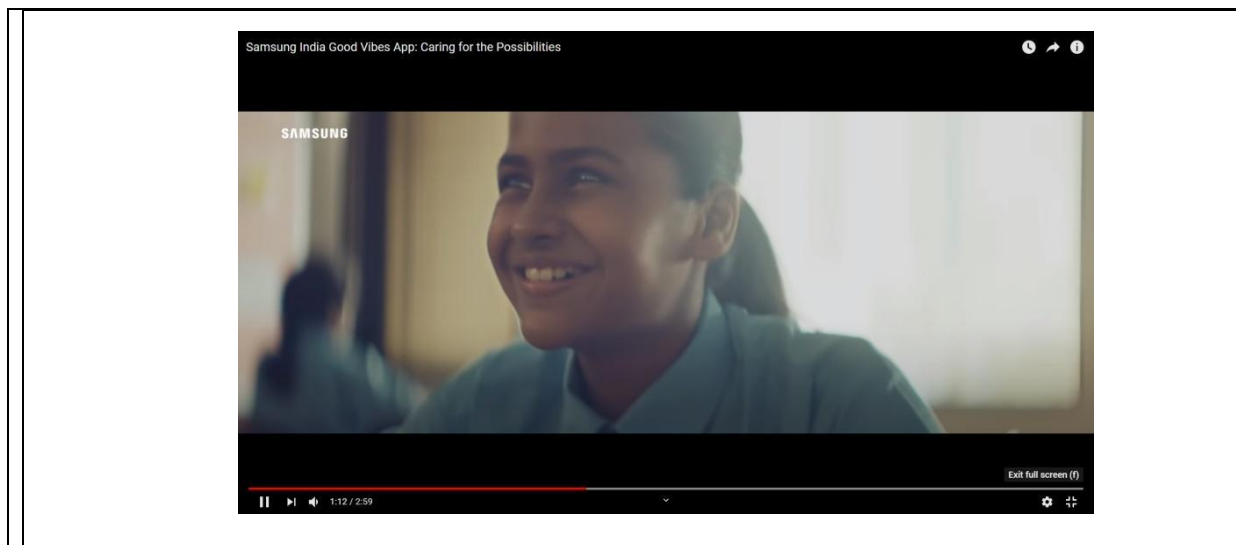 Samsung India Good Vibes App: Caring for the Possibilities
SAMSUNG
Exit full screen (f)
1:12 / 2:59